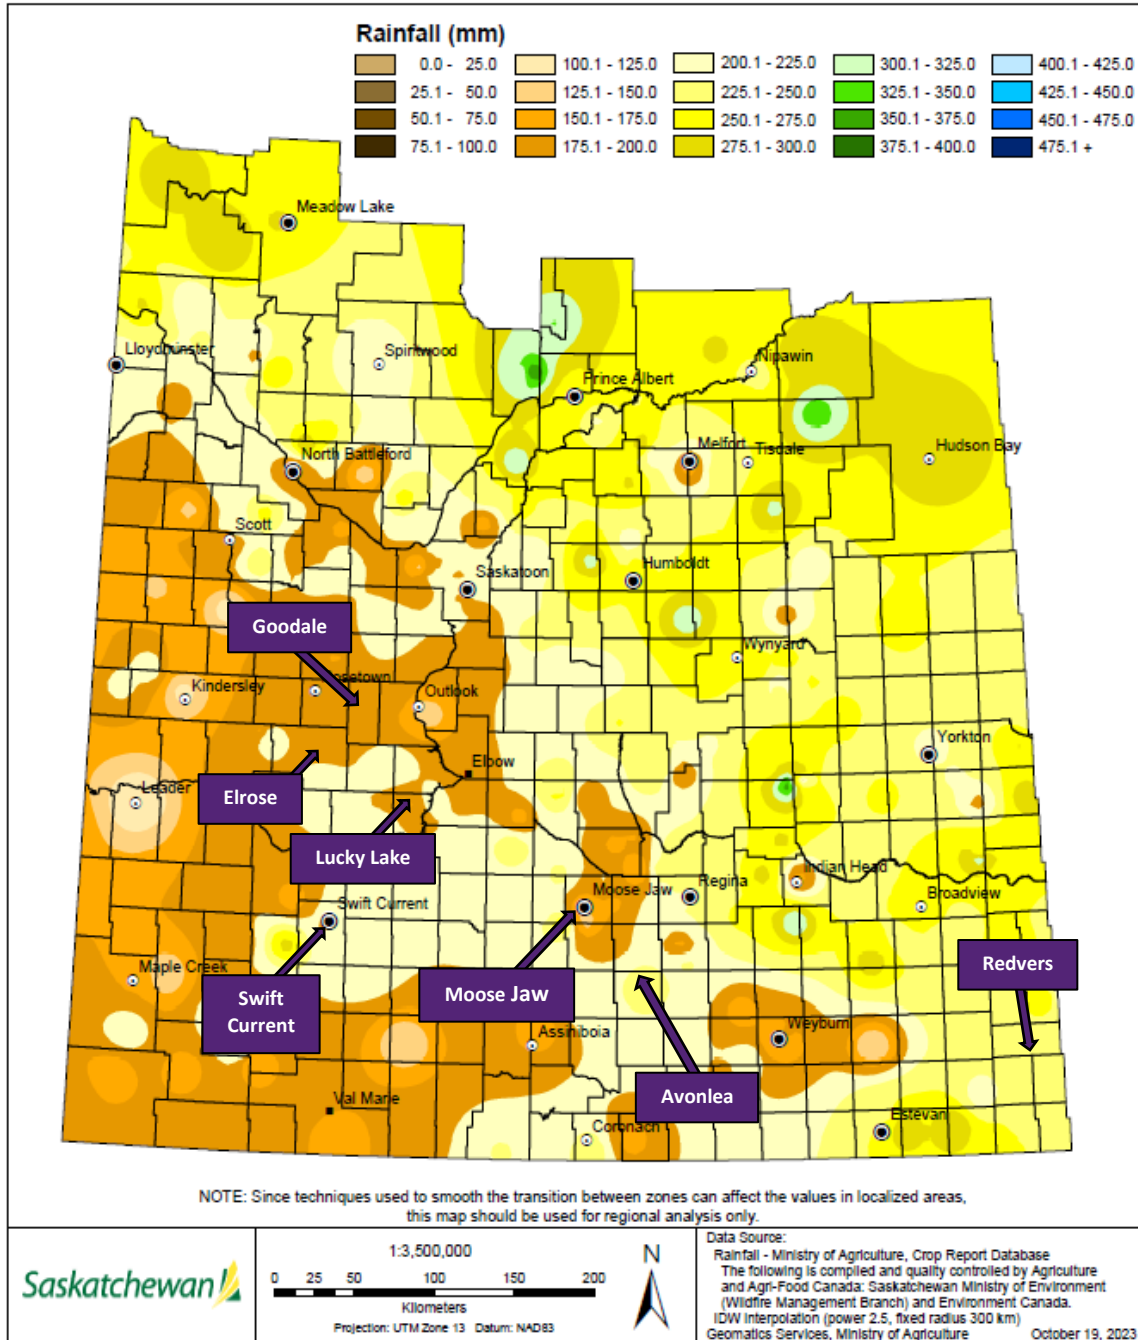 Rainfall (mm)
0.0 - 25.0
25.1 - 50.0
50.1 - 75.0
75.1 - 100.0
100.1 - 125.0
125.1 - 150.0
150.1 - 175.0
175.1 - 200.0
200.1 - 225.0
225.1 - 250.0
250.1 - 275.0
275.1 - 300.0
300.1 - 325.0
325.1 - 350.0
350.1 - 375.0
375.1 - 400.0
400.1 - 425.0
425.1 - 450.0
450.1 - 475.0
475.1 +
Meadow Lake
Lloydminster
Spiritwood
Nipawin
Prince Albert
North Battleford
Melfort
Tisdale
Hudson Bay
Scott
Saskatoon
Humboldt
Goodale
Wynyard
Kindersley
osetown
Outlook
Yorkton
Elbow
Leader
Elrose
Lucky Lake
Indian Head
Moose Jaw
Regina
Broadview
Swift Current
Redvers
Maple Creek
Swift
Current
Moose Jaw
Assiniboia
Weyburn
Avonlea
Val Marie
Coronach
Estevan
NOTE: Since techniques used to smooth the transition between zones can affect the values in localized areas,
this map should be used for regional analysis only.
Saskatchewan
1:3,500,000
0 25 50 100 150 200
Kilometers
Projection: UTM Zone 13 Datum: NAD83
N
Data Source:
Rainfall - Ministry of Agriculture, Crop Report Database
The following is compiled and quality controlled by Agriculture
and Agri-Food Canada: Saskatchewan Ministry of Environment
(Wildfire Management Branch) and Environment Canada.
IDW Interpolation (power 2.5, fixed radius 300 km)
Geomatics Services, Ministry of Agriculture October 19, 2023